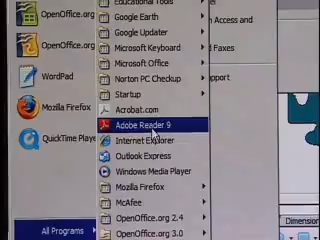 OpenOffice.org
OpenOffice.org
WordPad
Mozilla Firefox
QuickTime Player
All Programs
Educational Tools
Google Earth
Google Updater
Microsoft Keyboard
Microsoft Office
Norton PC Checkup
Startup
Acrobat.com
Adobe Reader 9
Internet Explorer
Outlook Express
Windows Media Player
Mozilla Firefox
McAfee
OpenOffice.org 2.4
OpenOffice.org 3.0
Access and
Faxes
pport
Dimension